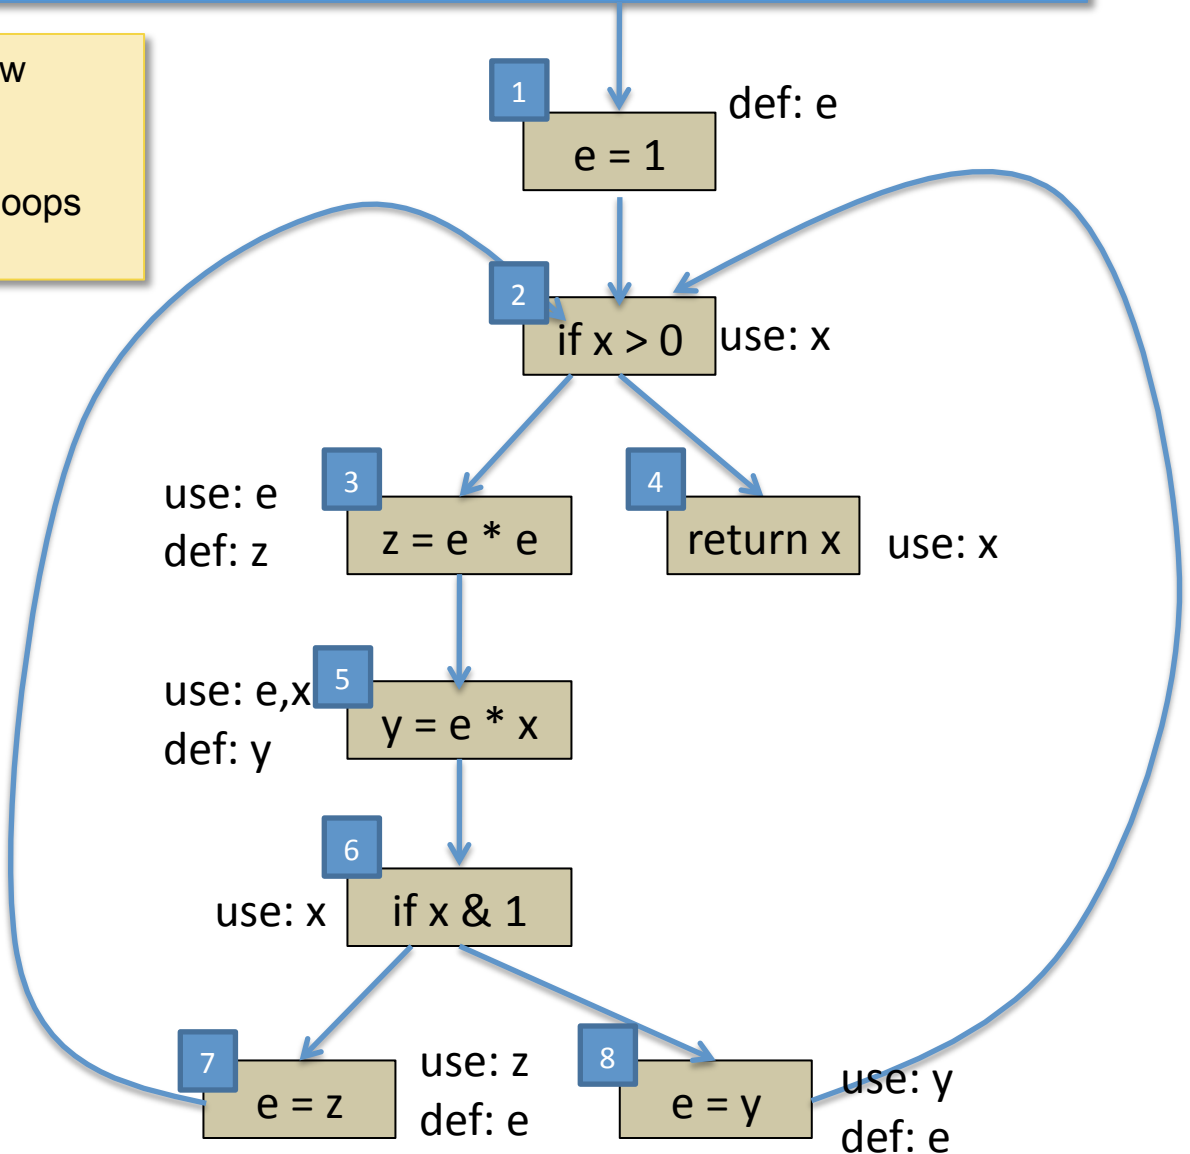 w
oops
1
def: e
e = 1
2
if x > 0
use: x
3
use: e
def: z
z = e * e
4
return x
use: x
5
use: e,x
def: y
y = e * x
6
use: x
if x & 1
7
e = z
use: z
def: e
8
e = y
use: y
def: e